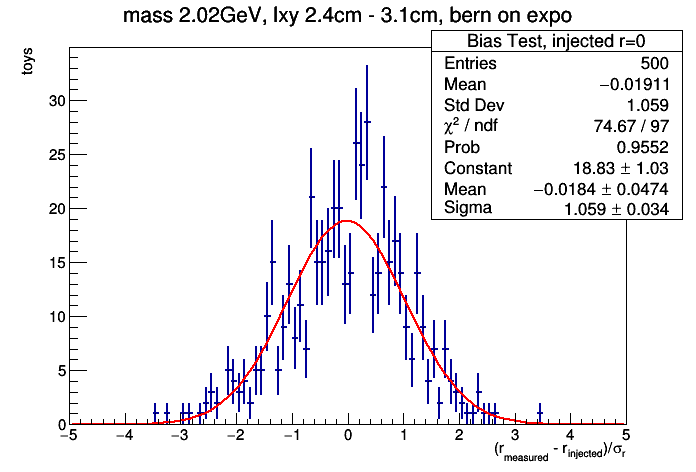 mass 2.02GeV, lxy 2.4cm - 3.1cm, bern on expo
Bias Test, injected r=0
Entries 500
Mean −0.01911
Std Dev 1.059
χ² / ndf 74.67 / 97
Prob 0.9552
Constant 18.83 ± 1.03
Mean −0.0184 ± 0.0474
Sigma 1.059 ± 0.034
toys
30
25
20
15
10
5
0
−5 −4 −3 −2 −1 0 1 2 3 4 5
(r_measured - r_injected)/σ_r